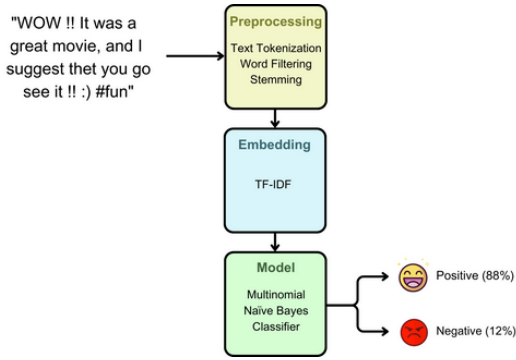 "WOW !! It was a
great movie, and I
suggest thet you go
see it !! :) #fun"
Preprocessing
Text Tokenization
Word Filtering
Stemming
Embedding
TF-IDF
Model
Multinomial
Naïve Bayes
Classifier
Positive (88%)
Negative (12%)